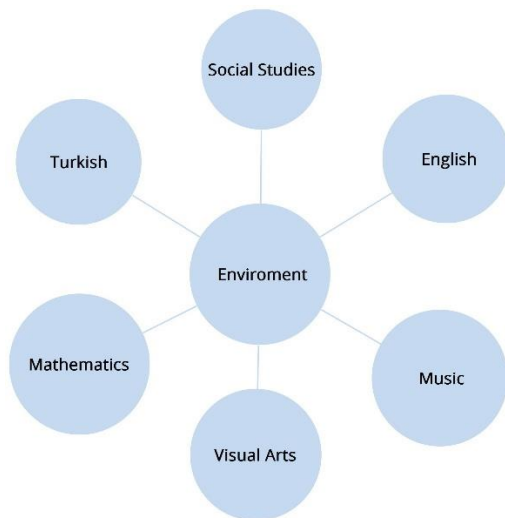 Social Studies
Turkish
English
Enviroment
Mathematics
Music
Visual Arts